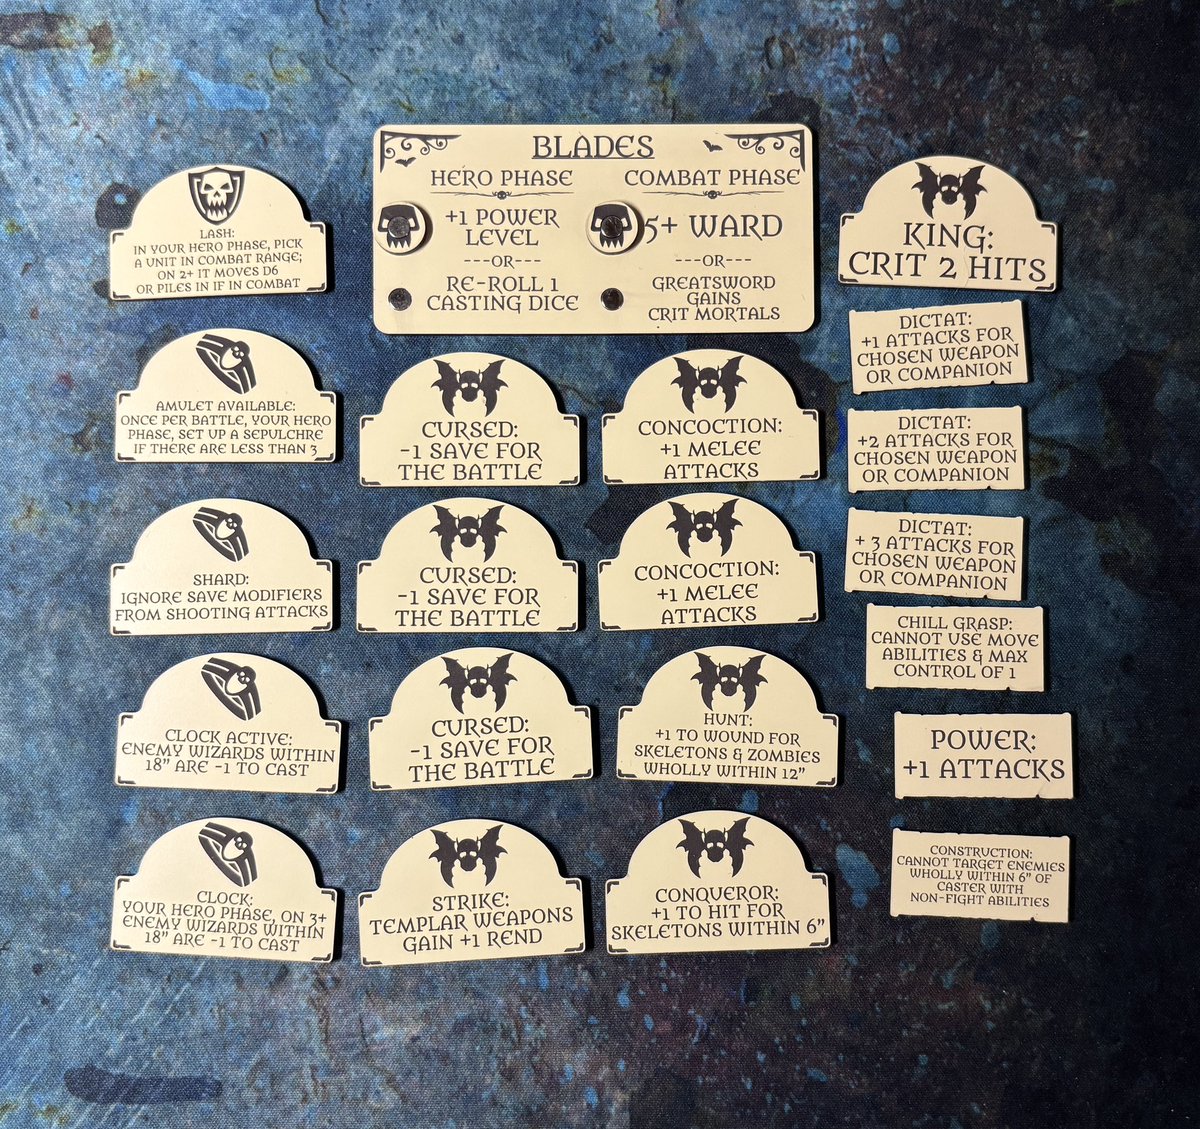 BLADES
HERO PHASE
+1 POWER
LEVEL
---OR---
RE-ROLL 1
CASTING DICE
COMBAT PHASE
5+ WARD
---OR---
GREATSWORD
GAINS
CRIT MORTALS
LASH:
IN YOUR HERO PHASE, PICK
A UNIT IN COMBAT RANGE;
ON 2+ IT MOVES D6
OR PILES IN IF IN COMBAT
AMULET AVAILABLE:
ONCE PER BATTLE, YOUR HERO
PHASE, SET UP A SEPULCHRE
IF THERE ARE LESS THAN 3
SHARD:
IGNORE SAVE MODIFIERS
FROM SHOOTING ATTACKS
CLOCK ACTIVE:
ENEMY WIZARDS WITHIN
18" ARE -1 TO CAST
CLOCK:
YOUR HERO PHASE, ON 3+
ENEMY WIZARDS WITHIN
18" ARE -1 TO CAST
CURSED:
-1 SAVE FOR
THE BATTLE
CURSED:
-1 SAVE FOR
THE BATTLE
CURSED:
-1 SAVE FOR
THE BATTLE
STRIKE:
TEMPLAR WEAPONS
GAIN +1 REND
CONCOCTION:
+1 MELEE
ATTACKS
CONCOCTION:
+1 MELEE
ATTACKS
HUNT:
+1 TO WOUND FOR
SKELETONS & ZOMBIES
WHOLLY WITHIN 12"
CONQUEROR:
+1 TO HIT FOR
SKELETONS WITHIN 6"
KING:
CRIT 2 HITS
DICTAT:
+1 ATTACKS FOR
CHOSEN WEAPON
OR COMPANION
DICTAT:
+2 ATTACKS FOR
CHOSEN WEAPON
OR COMPANION
DICTAT:
+ 3 ATTACKS FOR
CHOSEN WEAPON
OR COMPANION
CHILL GRASP:
CANNOT USE MOVE
ABILITIES & MAX
CONTROL OF 1
POWER:
+1 ATTACKS
CONSTRUCTION:
CANNOT TARGET ENEMIES
WHOLLY WITHIN 6" OF
CASTER WITH
NON-FIGHT ABILITIES